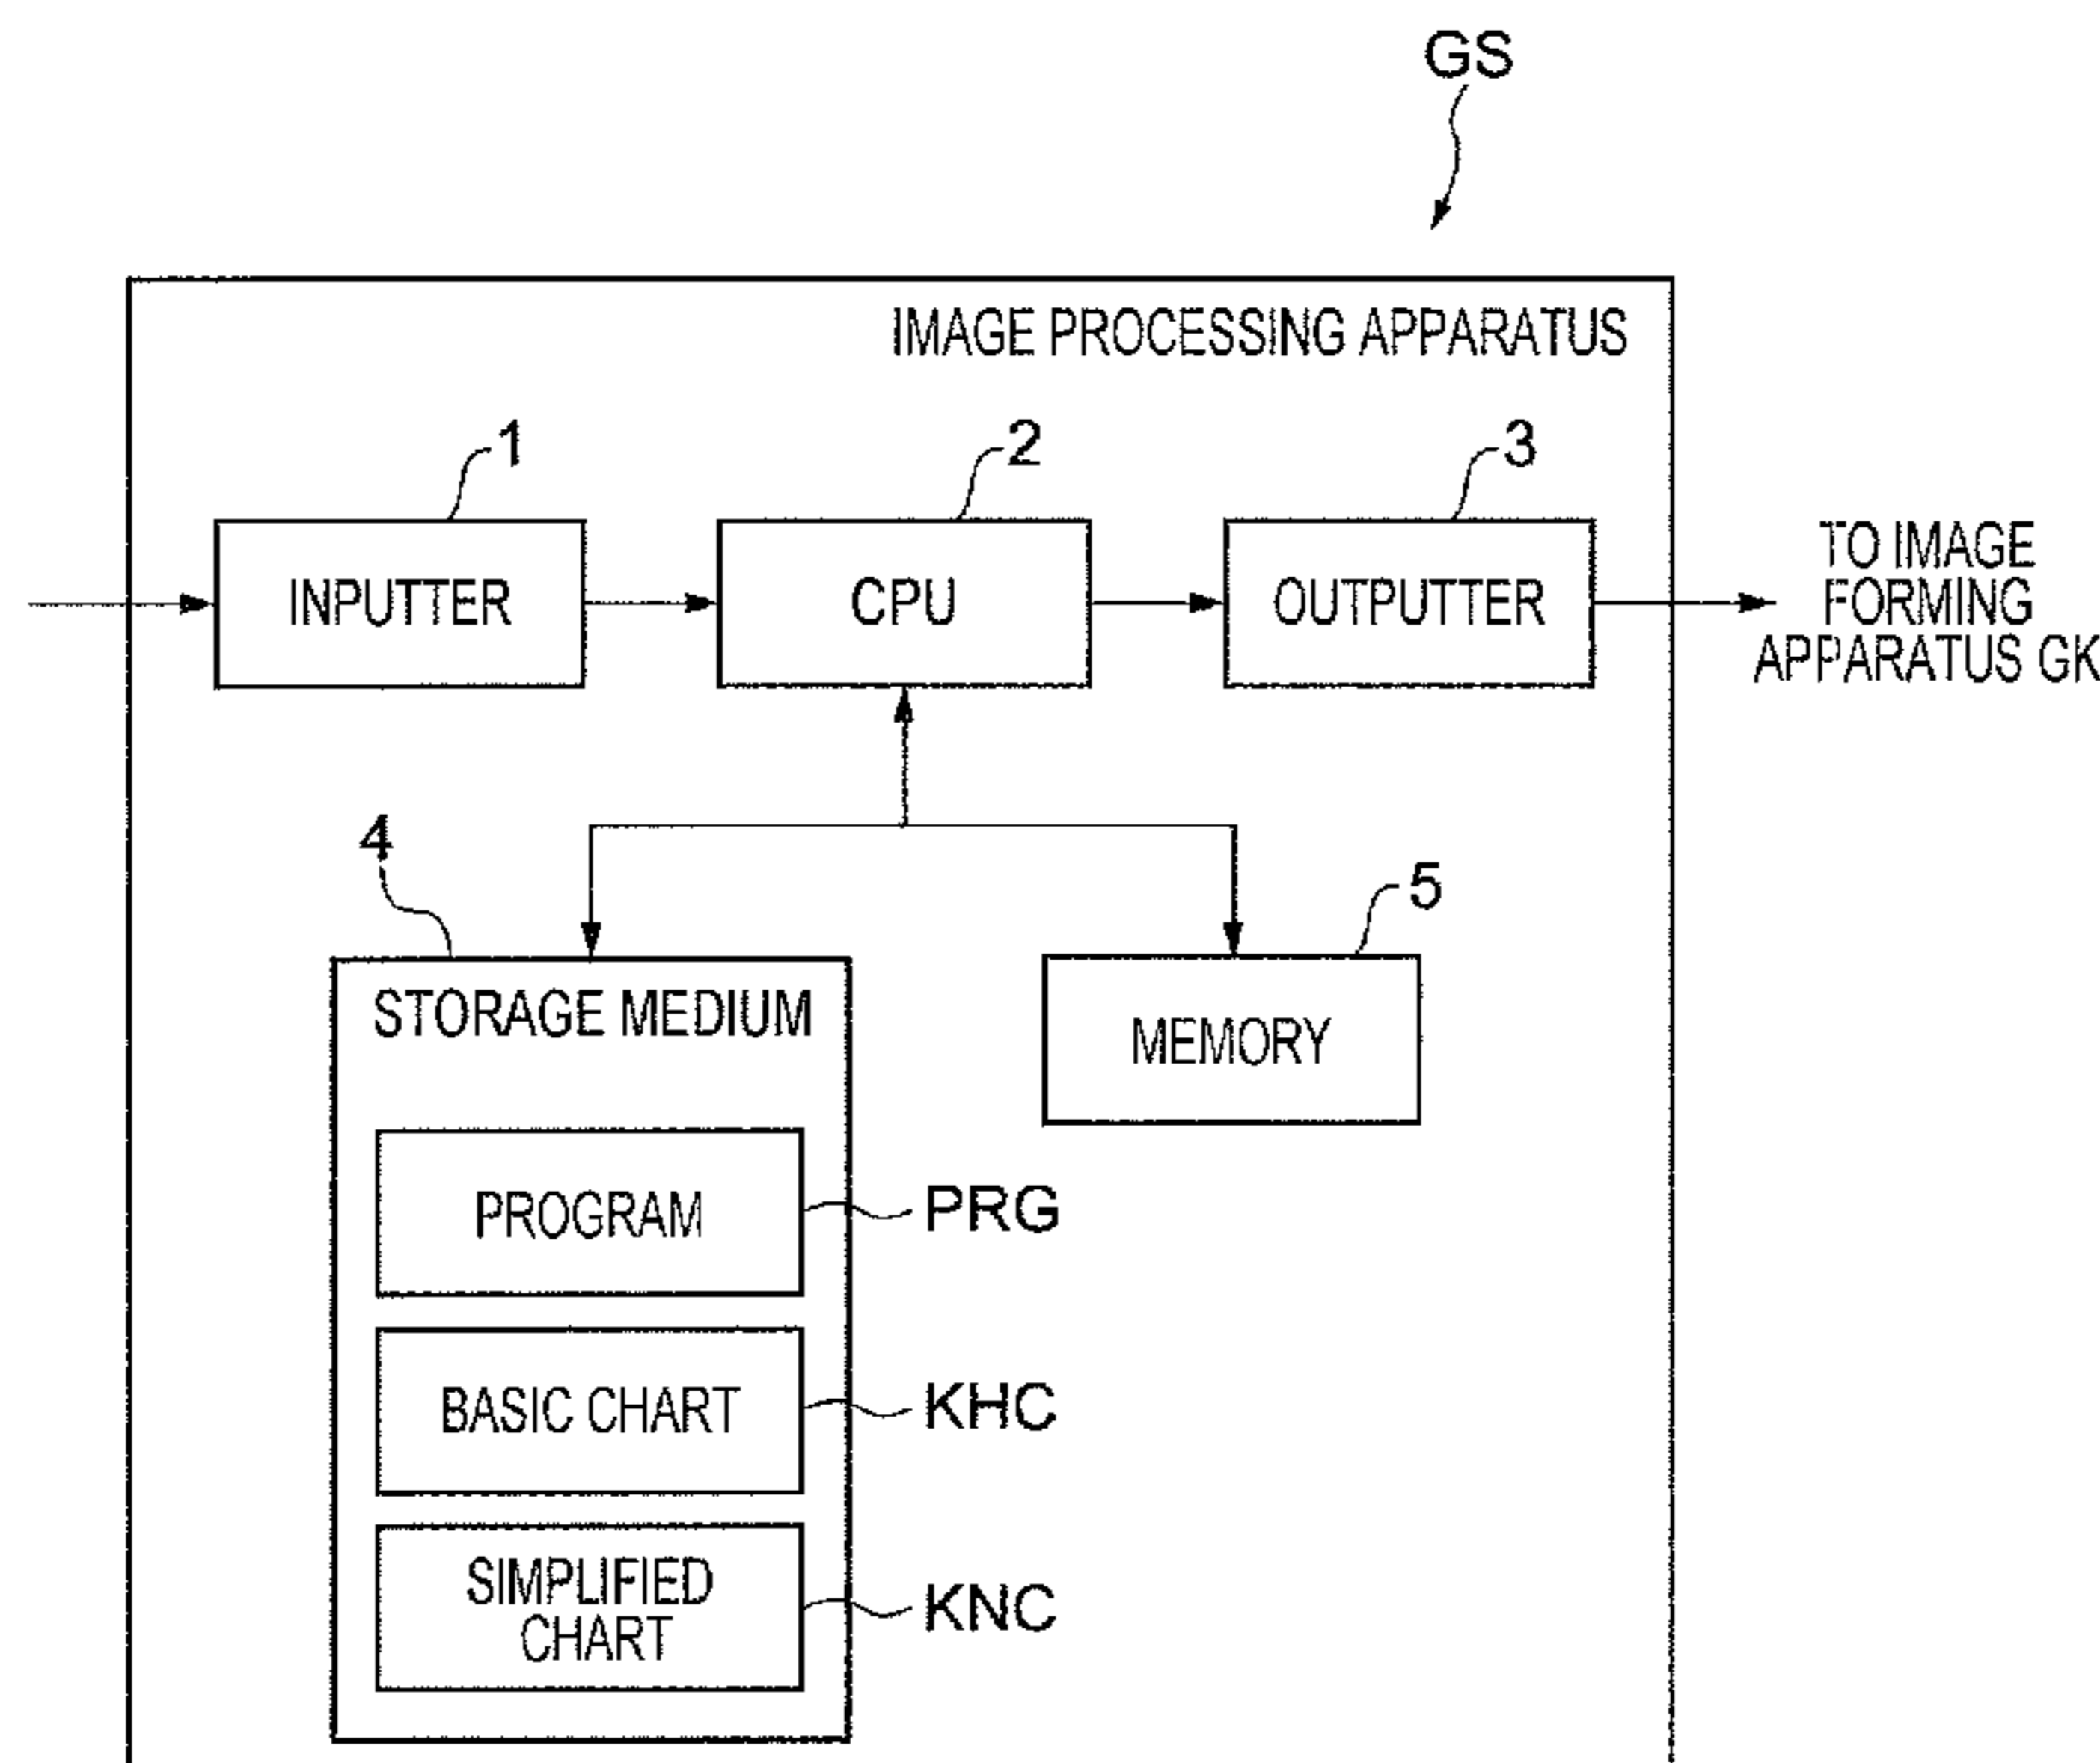 GS
IMAGE PROCESSING APPARATUS
1
2
3
INPUTTER
CPU
OUTPUTTER
TO IMAGE
FORMING
APPARATUS GK
4
5
STORAGE MEDIUM
MEMORY
PROGRAM
PRG
BASIC CHART
KHC
SIMPLIFIED
CHART
KNC